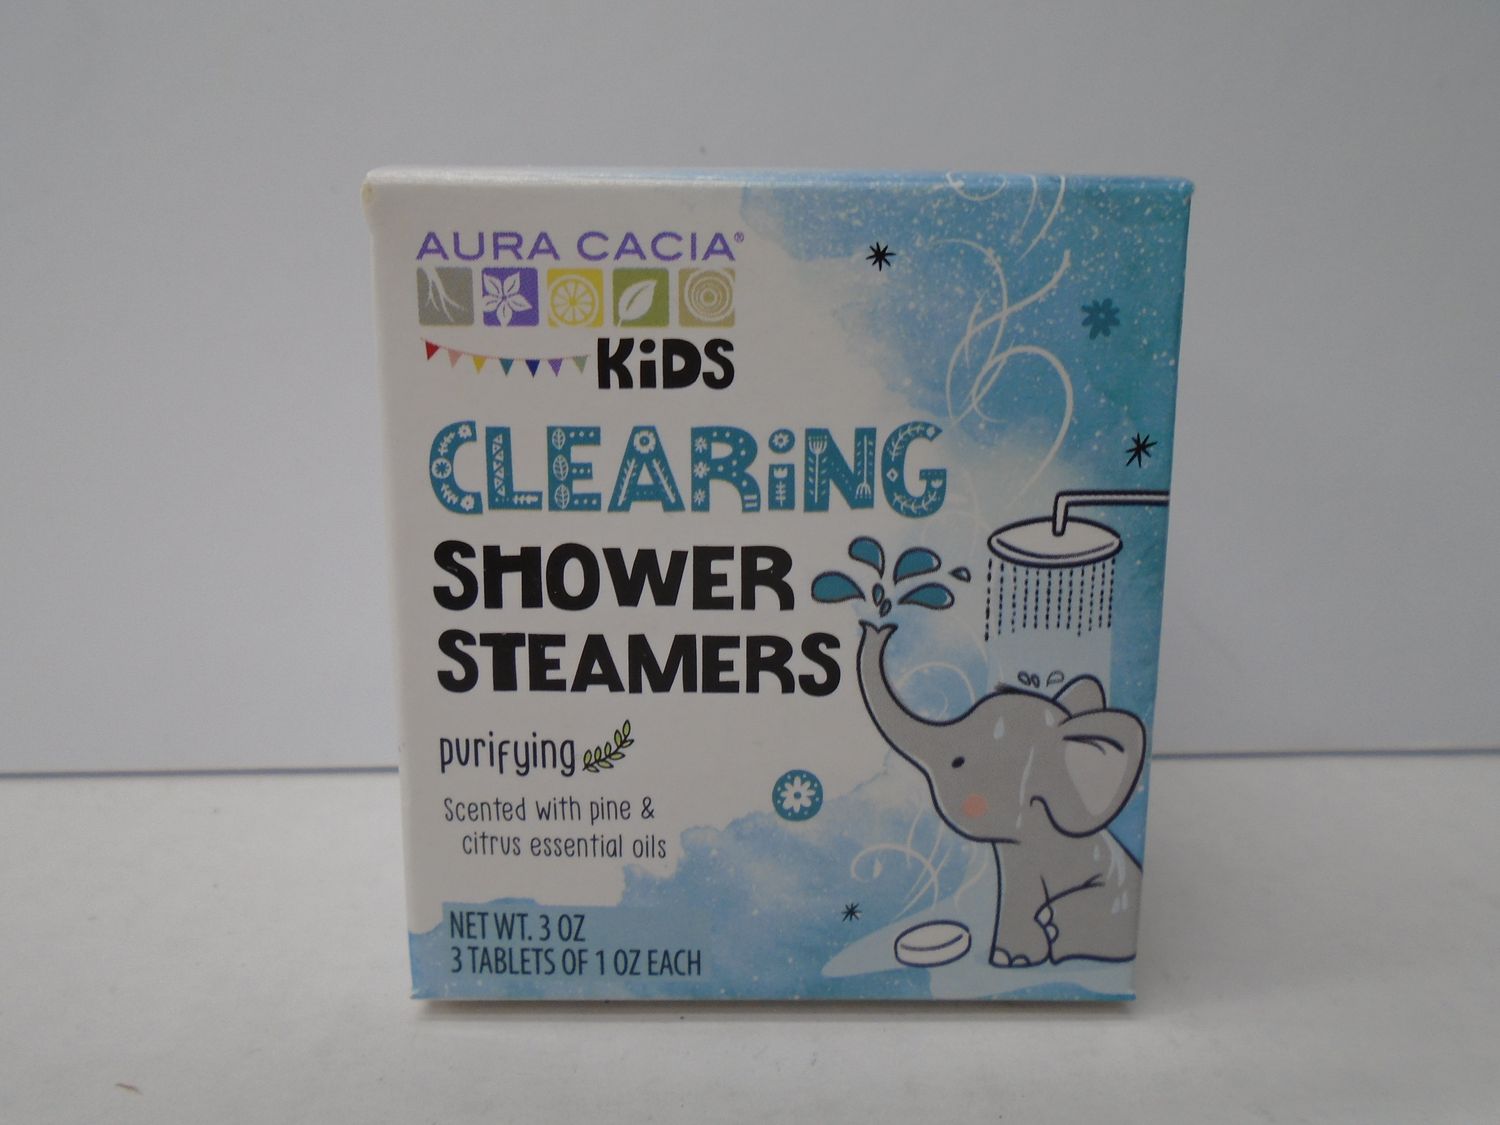 AURA CACIA®
KiDS
CLEARiNG
SHOWER
STEAMERS
purifying
Scented with pine &
citrus essential oils
NET WT. 3 OZ
3 TABLETS OF 1 OZ EACH